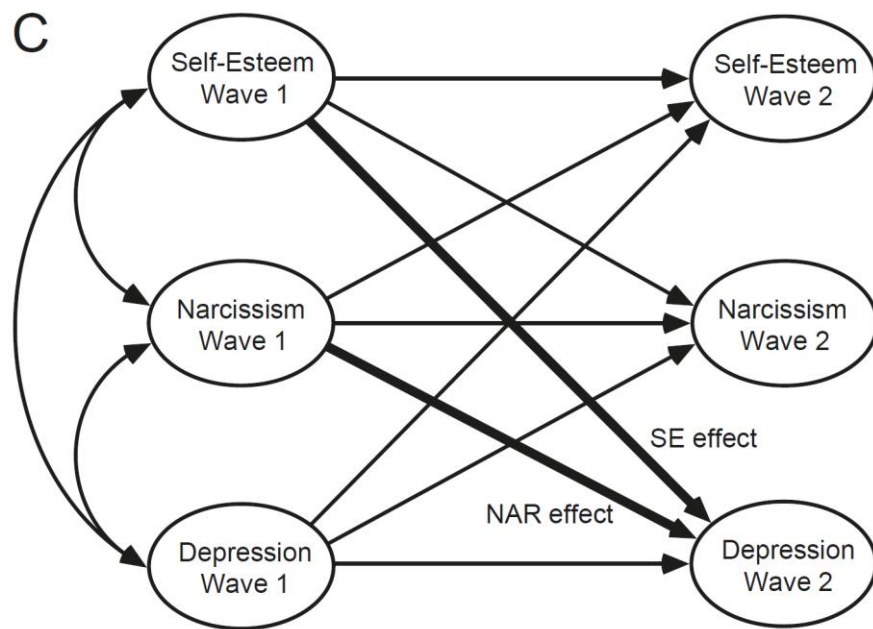 C
Self-Esteem
Wave 1
Self-Esteem
Wave 2
Narcissism
Wave 1
Narcissism
Wave 2
SE effect
NAR effect
Depression
Wave 1
Depression
Wave 2